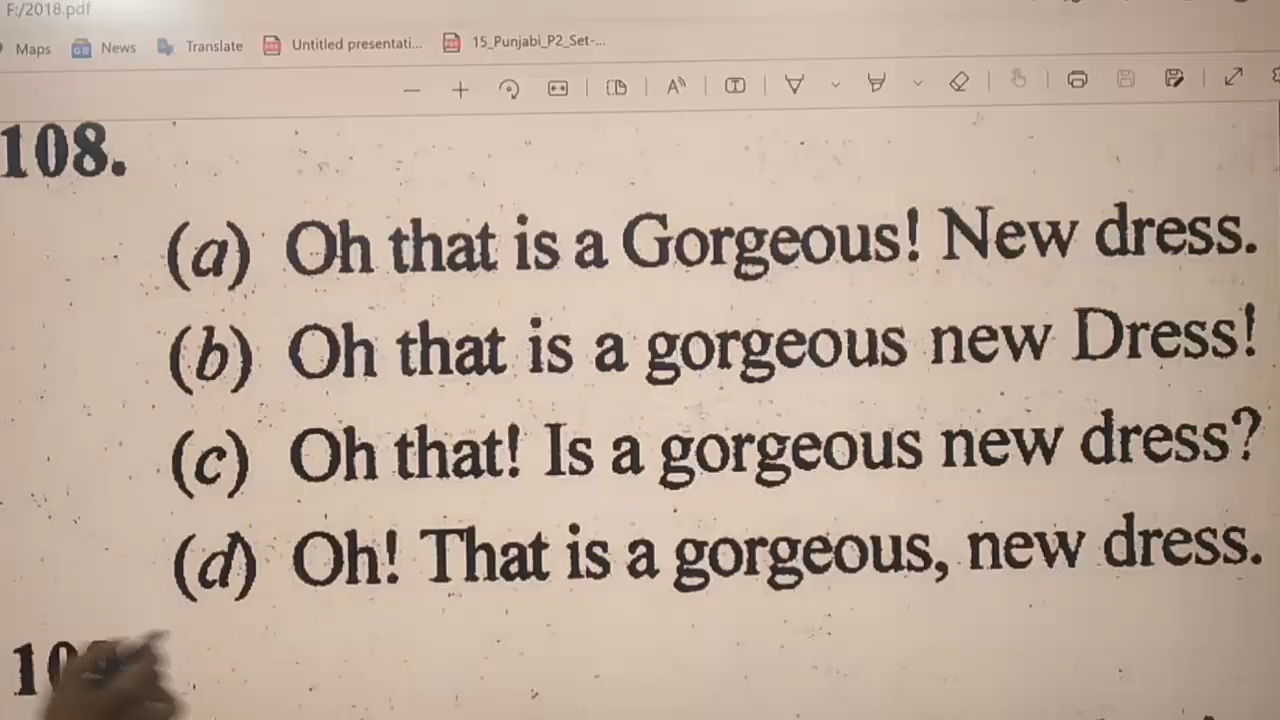 F:/2018.pdf
Maps News Translate Untitled presentati... 15_Punjabi_P2_Set-...
108.
(a) Oh that is a Gorgeous! New dress.
(b) Oh that is a gorgeous new Dress!
(c) Oh that! Is a gorgeous new dress?
(d) Oh! That is a gorgeous, new dress.